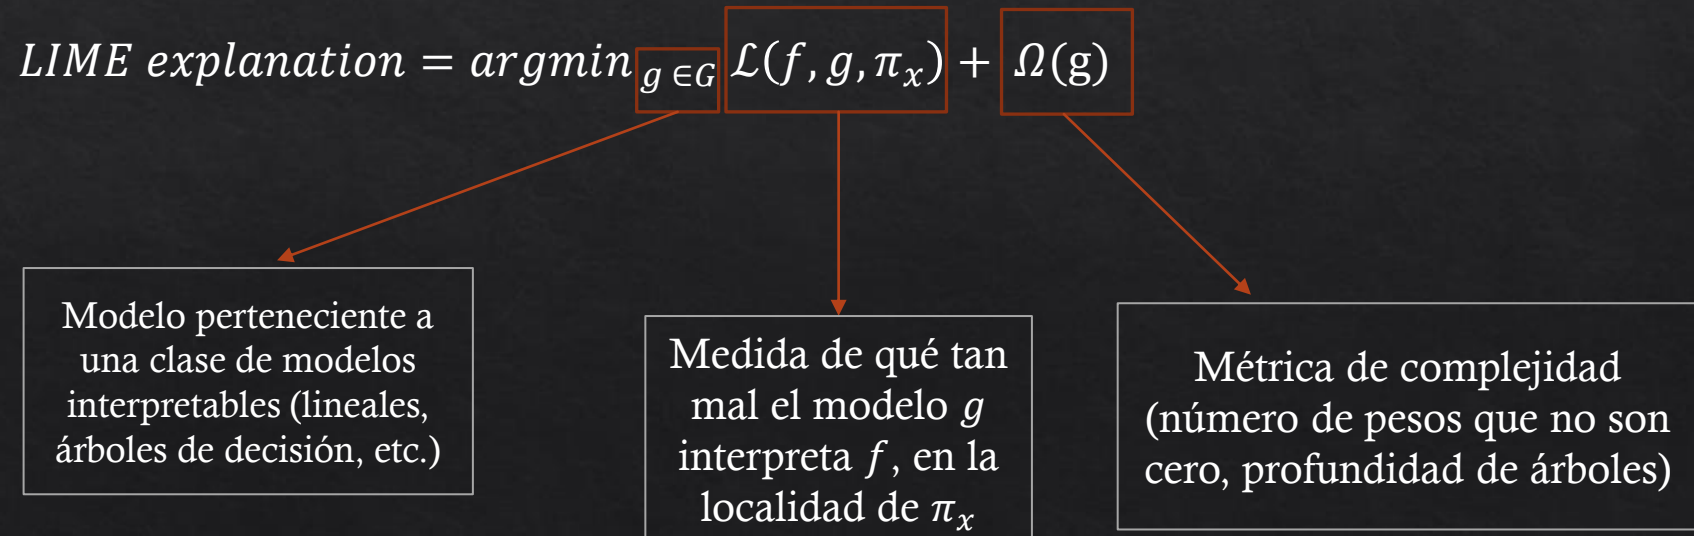 LIME explanation = argmin g ∈G ℒ(f, g, π_x) + Ω(g)
Modelo perteneciente a
una clase de modelos
interpretables (lineales,
árboles de decisión, etc.)
Medida de qué tan
mal el modelo g
interpreta f, en la
localidad de π_x
Métrica de complejidad
(número de pesos que no son
cero, profundidad de árboles)